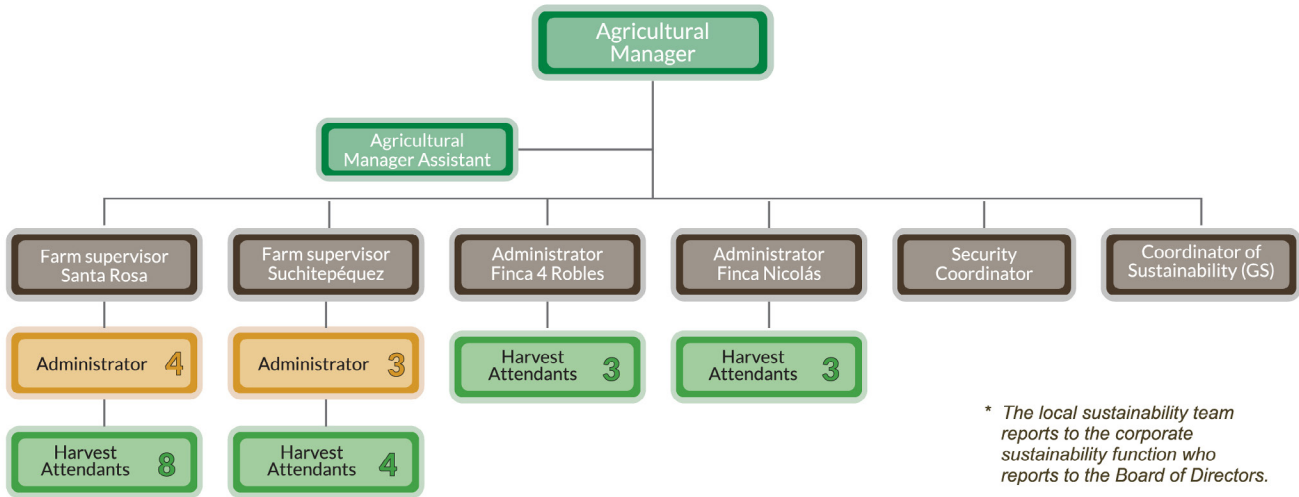 Agricultural
Manager
Agricultural
Manager Assistant
Farm supervisor
Santa Rosa
Farm supervisor
Suchitepéquez
Administrator
Finca 4 Robles
Administrator
Finca Nicolás
Security
Coordinator
Coordinator of
Sustainability (GS)
Administrator 4
Administrator 3
Harvest
Attendants 3
Harvest
Attendants 3
Harvest
Attendants 8
Harvest
Attendants 4
* The local sustainability team
reports to the corporate
sustainability function who
reports to the Board of Directors.